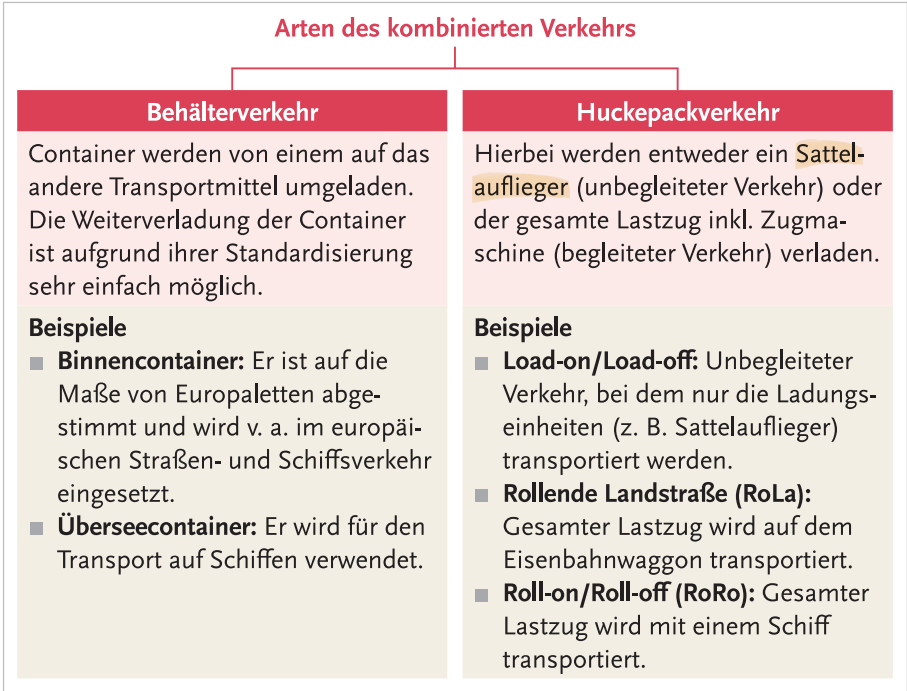 Arten des kombinierten Verkehrs
Behälterverkehr
Container werden von einem auf das
andere Transportmittel umgeladen.
Die Weiterverladung der Container
ist aufgrund ihrer Standardisierung
sehr einfach möglich.
Beispiele
■ Binnencontainer: Er ist auf die
Maße von Europaletten abge-
stimmt und wird v. a. im europäi-
schen Straßen- und Schiffsverkehr
eingesetzt.
■ Überseecontainer: Er wird für den
Transport auf Schiffen verwendet.
Huckepackverkehr
Hierbei werden entweder ein Sattel-
auflieger (unbegleiteter Verkehr) oder
der gesamte Lastzug inkl. Zugma-
schine (begleiteter Verkehr) verladen.
Beispiele
■ Load-on/Load-off: Unbegleiteter
Verkehr, bei dem nur die Ladungs-
einheiten (z. B. Sattelauflieger)
transportiert werden.
■ Rollende Landstraße (RoLa):
Gesamter Lastzug wird auf dem
Eisenbahnwaggon transportiert.
■ Roll-on/Roll-off (RoRo): Gesamter
Lastzug wird mit einem Schiff
transportiert.